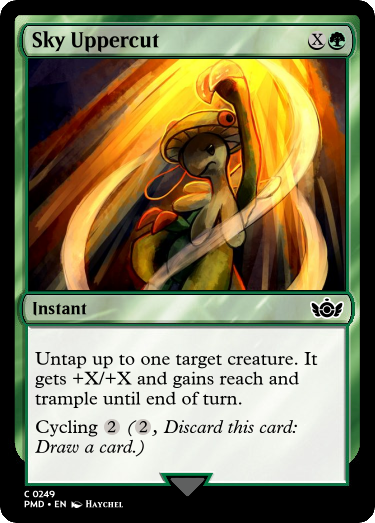 Sky Uppercut X
Instant
Untap up to one target creature. It
gets +X/+X and gains reach and
trample until end of turn.
Cycling 2 (2, Discard this card:
Draw a card.)
C 0249
PMD • EN Haychel